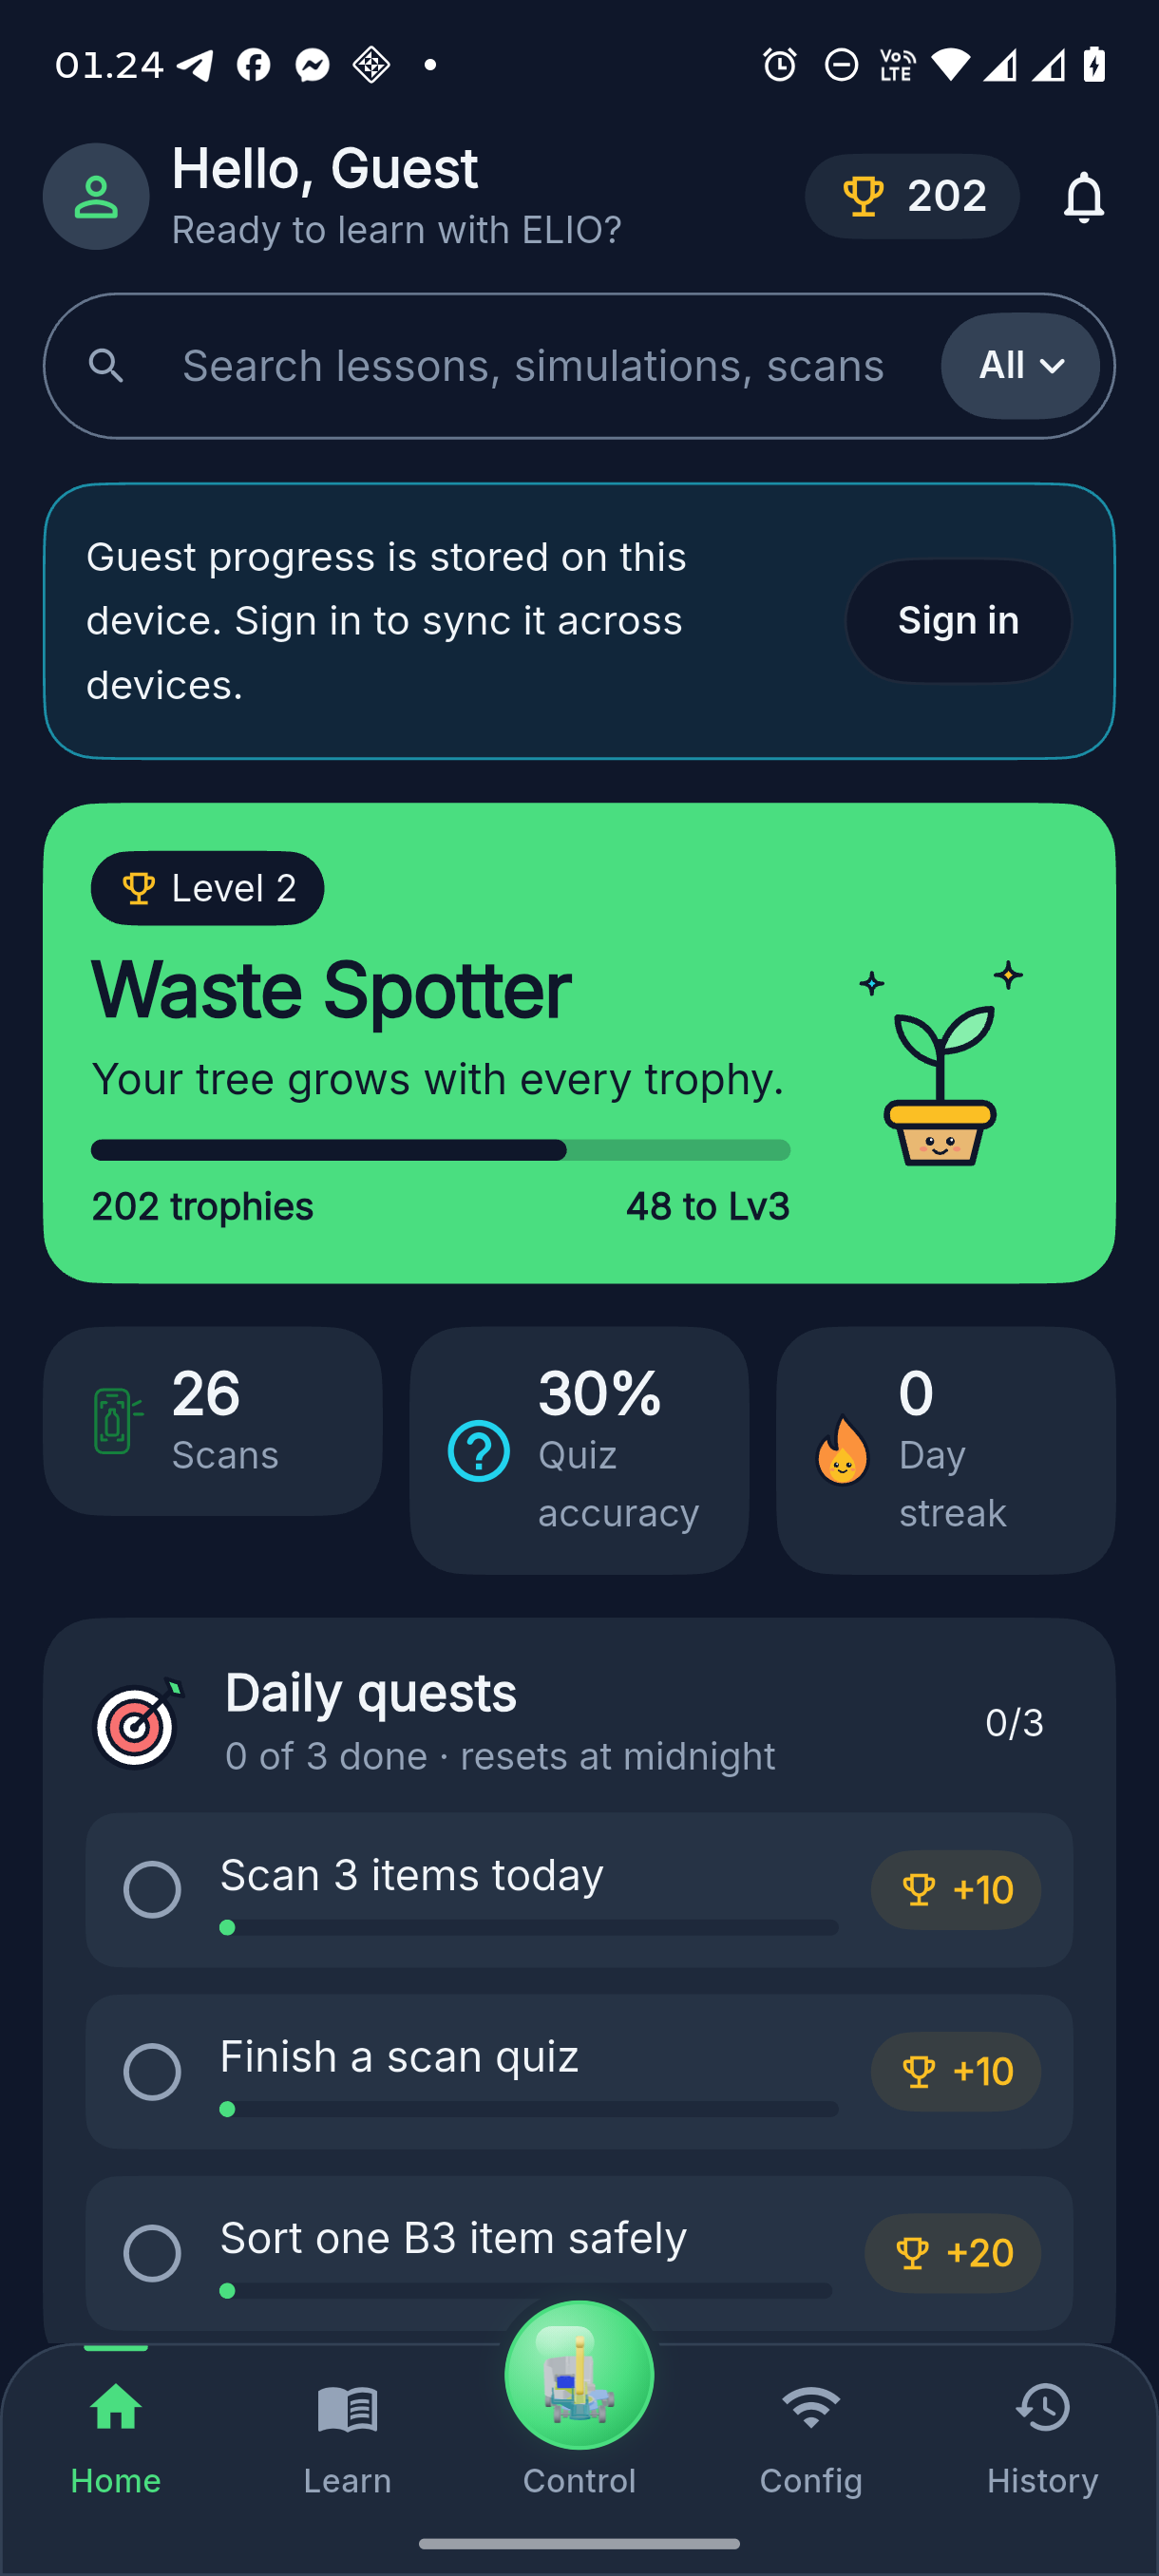 01.24
VoLTE
Hello, Guest
Ready to learn with ELIO?
202
Search lessons, simulations, scans
All
Guest progress is stored on this
device. Sign in to sync it across
devices.
Sign in
Level 2
Waste Spotter
Your tree grows with every trophy.
202 trophies
48 to Lv3
26
Scans
30%
Quiz
accuracy
0
Day
streak
Daily quests
0 of 3 done · resets at midnight
0/3
Scan 3 items today
+10
Finish a scan quiz
+10
Sort one B3 item safely
+20
Home
Learn
Control
Config
History